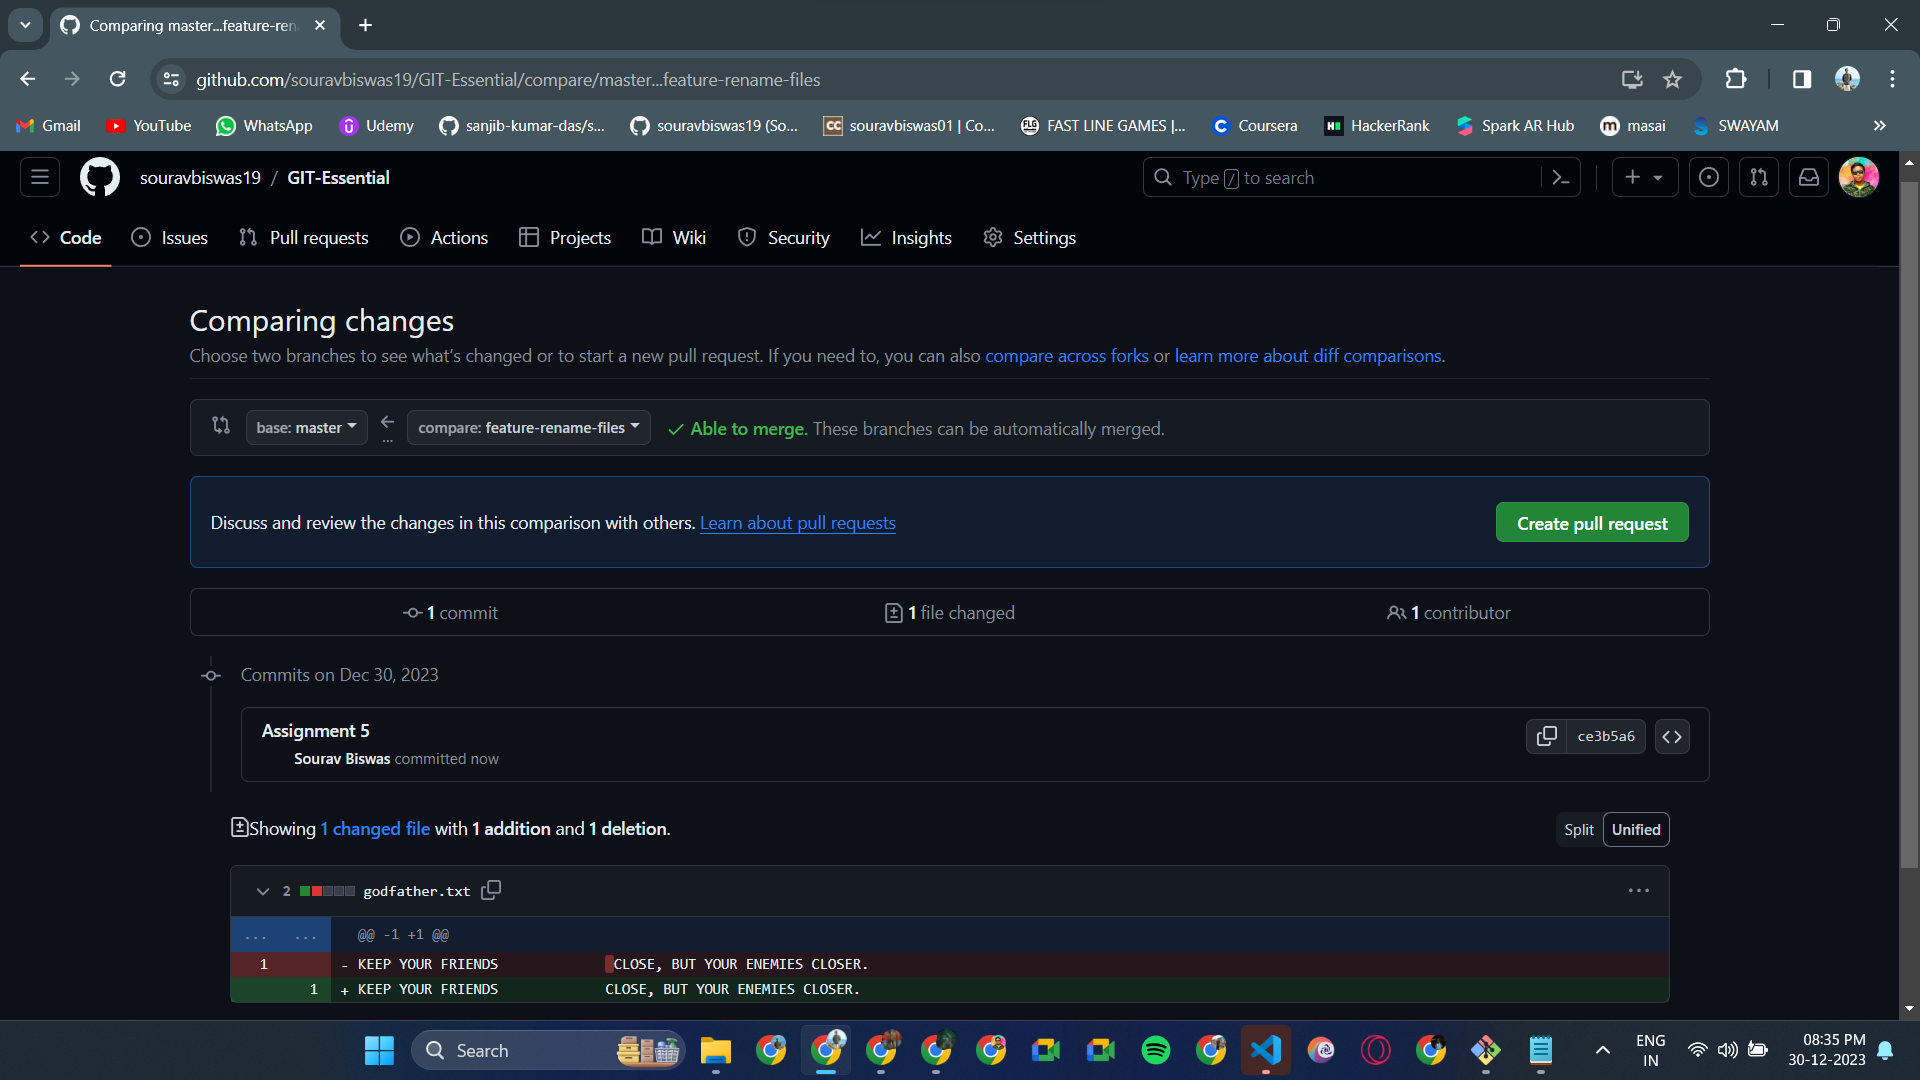 Comparing master...feature-ren
github.com/souravbiswas19/GIT-Essential/compare/master...feature-rename-files
Gmail YouTube WhatsApp Udemy sanjib-kumar-das/s... souravbiswas19 (So... souravbiswas01 | Co... FAST LINE GAMES |... Coursera HackerRank Spark AR Hub masai SWAYAM
souravbiswas19 / GIT-Essential Type / to search
Code Issues Pull requests Actions Projects Wiki Security Insights Settings
Comparing changes
Choose two branches to see what's changed or to start a new pull request. If you need to, you can also compare across forks or learn more about diff comparisons.
base: master ... compare: feature-rename-files Able to merge. These branches can be automatically merged.
Discuss and review the changes in this comparison with others. Learn about pull requests Create pull request
1 commit 1 file changed 1 contributor
Commits on Dec 30, 2023
Assignment 5 ce3b5a6
Sourav Biswas committed now
Showing 1 changed file with 1 addition and 1 deletion. Split Unified
2 godfather.txt ...
... ... @@ -1 +1 @@
1 - KEEP YOUR FRIENDS CLOSE, BUT YOUR ENEMIES CLOSER.
1 + KEEP YOUR FRIENDS CLOSE, BUT YOUR ENEMIES CLOSER.
Search ENG 08:35 PM
IN 30-12-2023